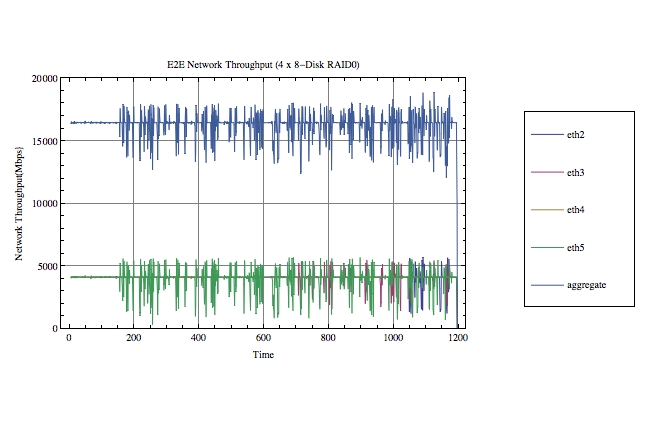 E2E Network Throughput (4 x 8-Disk RAID0)
20000
15000
10000
5000
0
Network Throughput(Mbps}
0 200 400 600 800 1000 1200
Time
eth2
eth3
eth4
eth5
aggregate